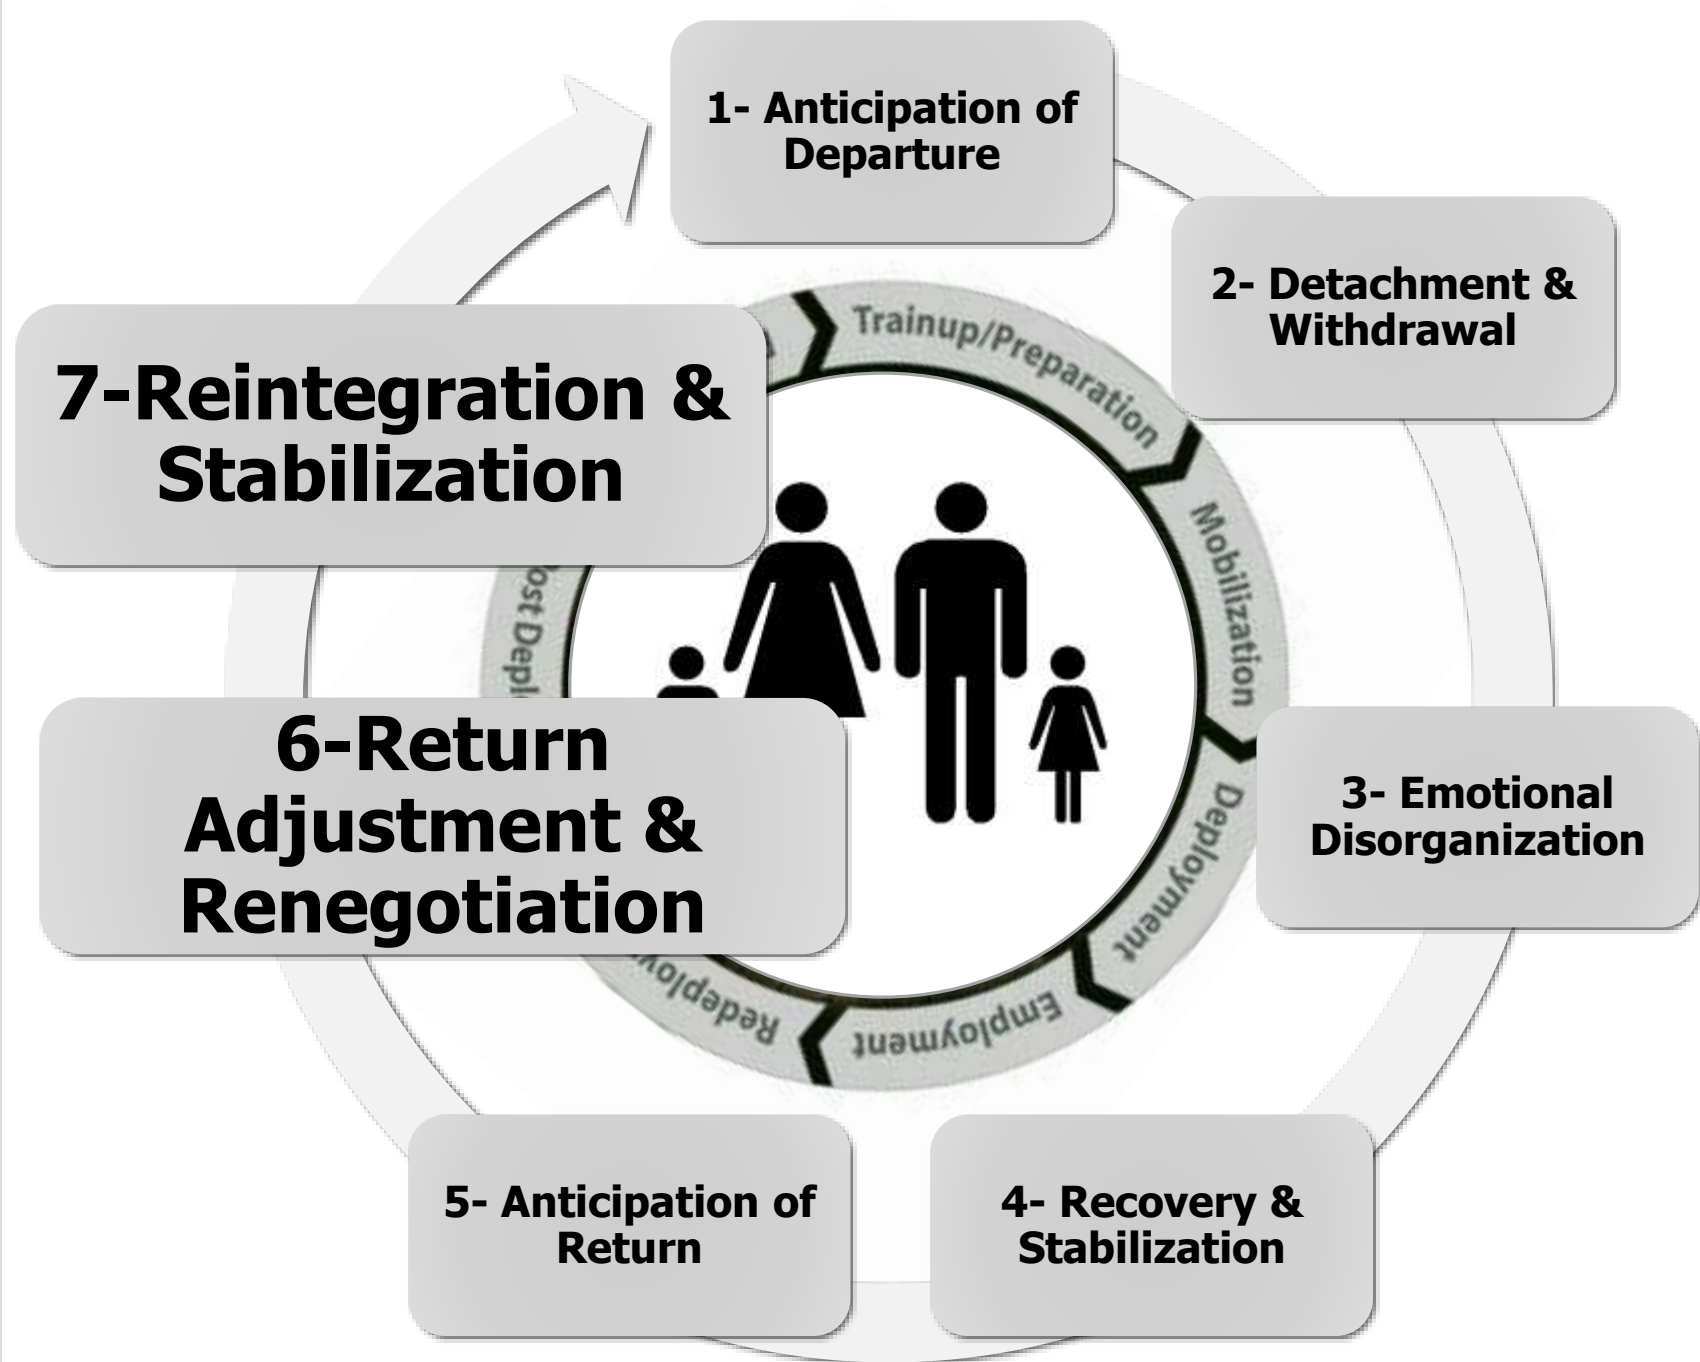 1- Anticipation of
Departure
2- Detachment &
Withdrawal
3- Emotional
Disorganization
4- Recovery &
Stabilization
5- Anticipation of
Return
6-Return
Adjustment &
Renegotiation
7-Reintegration &
Stabilization
Trainup/Preparation
Mobilization
Deployment
Employment